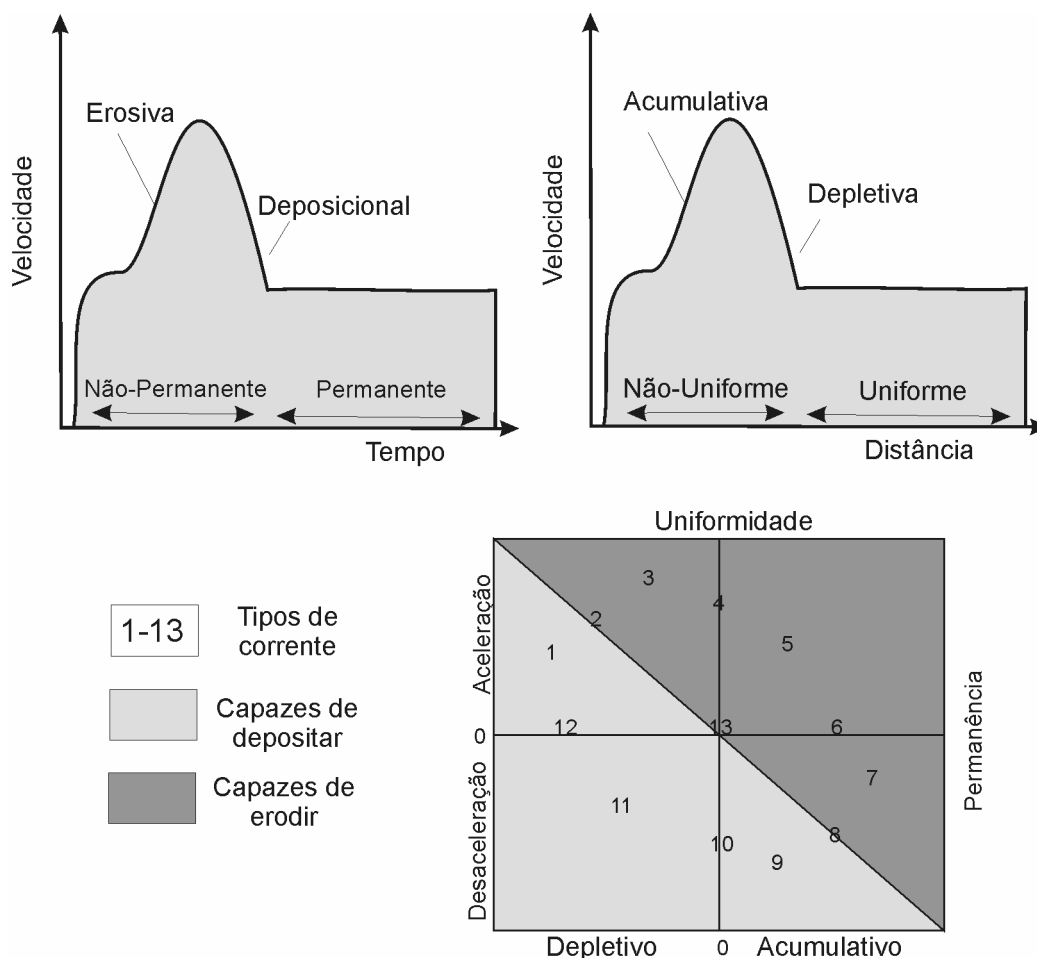 Velocidade
Erosiva
Deposicional
Não-Permanente
Permanente
Tempo
Velocidade
Acumulativa
Depletiva
Não-Uniforme
Uniforme
Distância
1-13
Tipos de
corrente
Capazes de
depositar
Capazes de
erodir
Uniformidade
Aceleração
0
Desaceleração
3
4
2
5
1
12
13
6
7
11
10
8
9
Permanência
Depletivo
0
Acumulativo